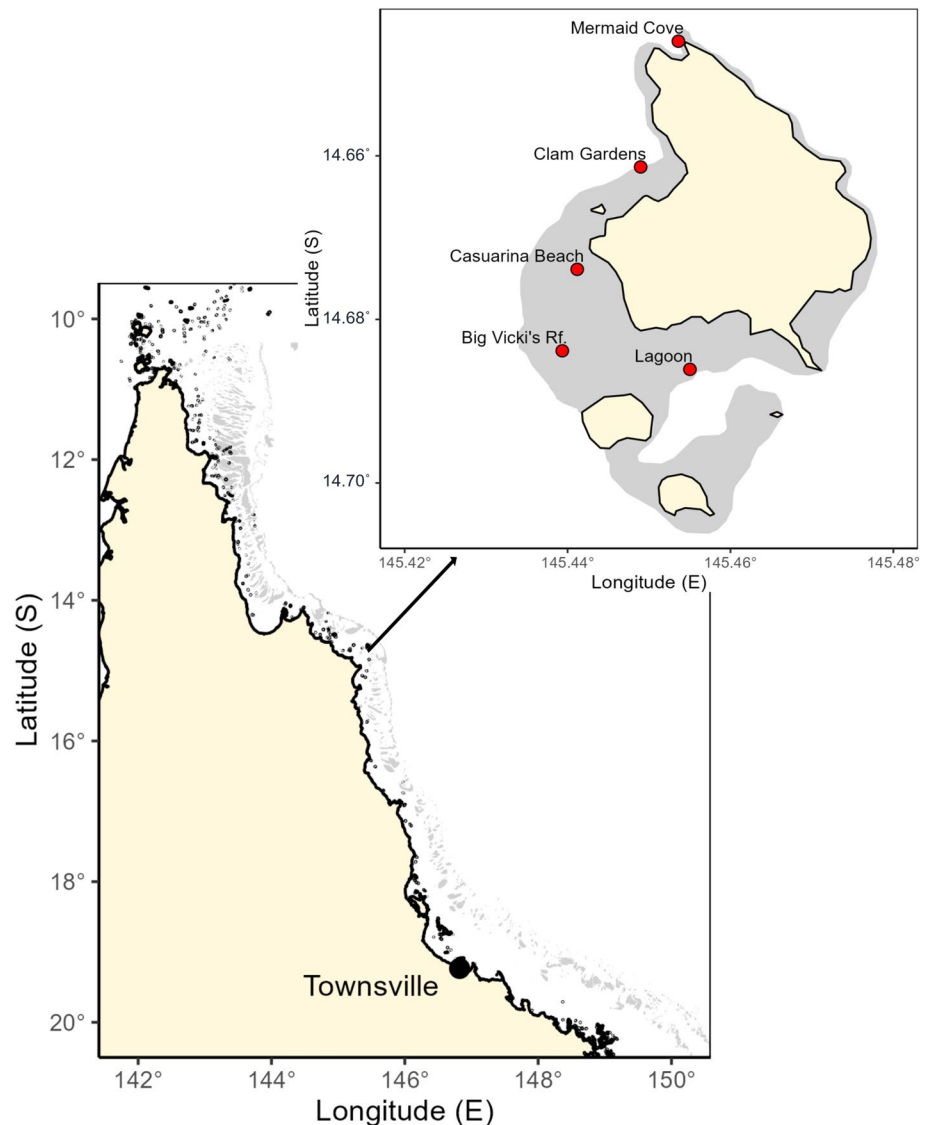 Mermaid Cove
14.66°
Clam Gardens
Casuarina Beach
Latitude (S)
14.68°
Big Vicki's Rf.
Lagoon
14.70°
145.42°
145.44°
145.46°
145.48°
Longitude (E)
10°
12°
14°
16°
18°
20°
Latitude (S)
Townsville
142°
144°
146°
148°
150°
Longitude (E)